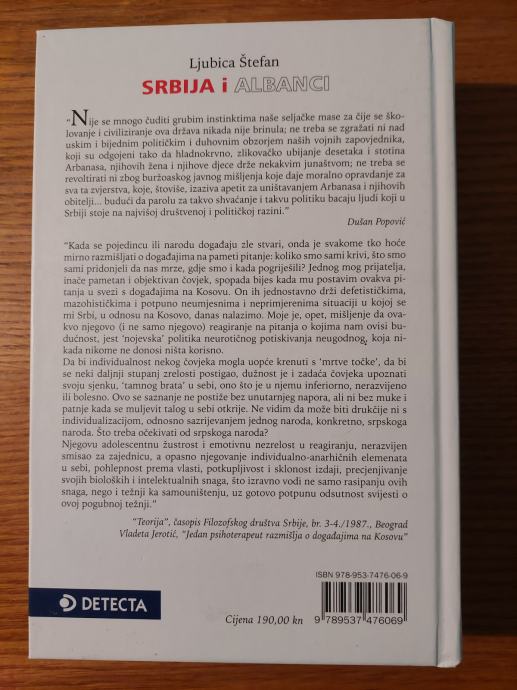 Ljubica Štefan
SRBIJA i ALBANCI
“Nije se mnogo čuditi grubim instinktima naše seljačke mase za čije se ško-
lovanje i civiliziranje ova država nikada nije brinula; ne treba se zgražati ni nad
uskim i bijednim političkim i duhovnim obzorjem naših vojnih zapovjednika,
koji su odgojeni tako da hladnokrvno, zlikovačko ubijanje desetaka i stotina
Arbanasa, njihovih žena i njihove djece drže nekakvim junaštvom; ne treba se
revoltirati ni zbog buržoaskog javnog mišljenja koje daje moralno opravdanje za
sva ta zvjerstva, koje, štoviše, izaziva apetit za uništavanjem Arbanasa i njihovih
obitelji... budući da parolu za takvo shvaćanje i takvu politiku bacaju ljudi koji u
Srbiji stoje na najvišoj društvenoj i političkoj razini.”
Dušan Popović
“Kada se pojedincu ili narodu događaju zle stvari, onda je svakome tko hoće
mirno razmišljati o događajima na pameti pitanje: koliko smo sami krivi, što smo
sami pridonjeli da nas mrze, gdje smo i kada pogriješili? Jednog mog prijatelja,
inače pametan i objektivan čovjek, spopada bijes kada mu postavim ovakva pi-
tanja u svezi s događajima na Kosovu. On ih jednostavno drži defetističkima,
mazohističkima i potpuno neumjesnima i neprimjerenima situaciji u kojoj se
mi Srbi, u odnosu na Kosovo, danas nalazimo. Moje je, opet, mišljenje da ova-
kvo njegovo (i ne samo njegovo) reagiranje na pitanja o kojima nam ovisi bu-
dućnost, jest ‘nojevska’ politika neurotičnog potiskivanja neugodnog, koja ni-
kada nikome ne donosi ništa korisno.
Da bi individualnost nekog čovjeka mogla uopće krenuti s ‘mrtve točke’, da bi
se neki daljnji stupanj zrelosti postigao, dužnost je i zadaća čovjeka upoznati
svoju sjenku, ‘tamnog brata’ u sebi, ono što je u njemu inferiorno, nerazvijeno
ili bolesno. Ovo se saznanje ne postiže bez unutarnjeg napora, ali ni bez muke i
patnje kada se muljevit talog u sebi otkrije. Ne vidim da može biti drukčije ni s
individualizacijom, odnosno sazrijevanjem jednog naroda, konkretno, srpskoga
naroda. Što treba očekivati od srpskoga naroda?
Njegovu adolescentnu žustrost i emotivnu nezrelost u reagiranju, nerazvijen
smisao za zajednicu, a opasno njegovanje individualno-anarhičnih elemenata
u sebi, pohlepnost prema vlasti, potkupljivost i sklonost izdaji, precjenjivanje
svojih bioloških i intelektualnih snaga, što izravno vodi ne samo rasipanju ovih
snaga, nego i težnji ka samouništenju, uz gotovo potpunu odsutnost svijesti o
ovoj pogubnoj težnji.”
“Teorija”, časopis Filozofskog društva Srbije, br. 3-4./1987., Beograd
Vladeta Jerotić, “Jedan psihoterapeut razmišlja o događajima na Kosovu”
ISBN 978-953-7476-06-9
DETECTA
Cijena 190,00 kn
9 789537 476069